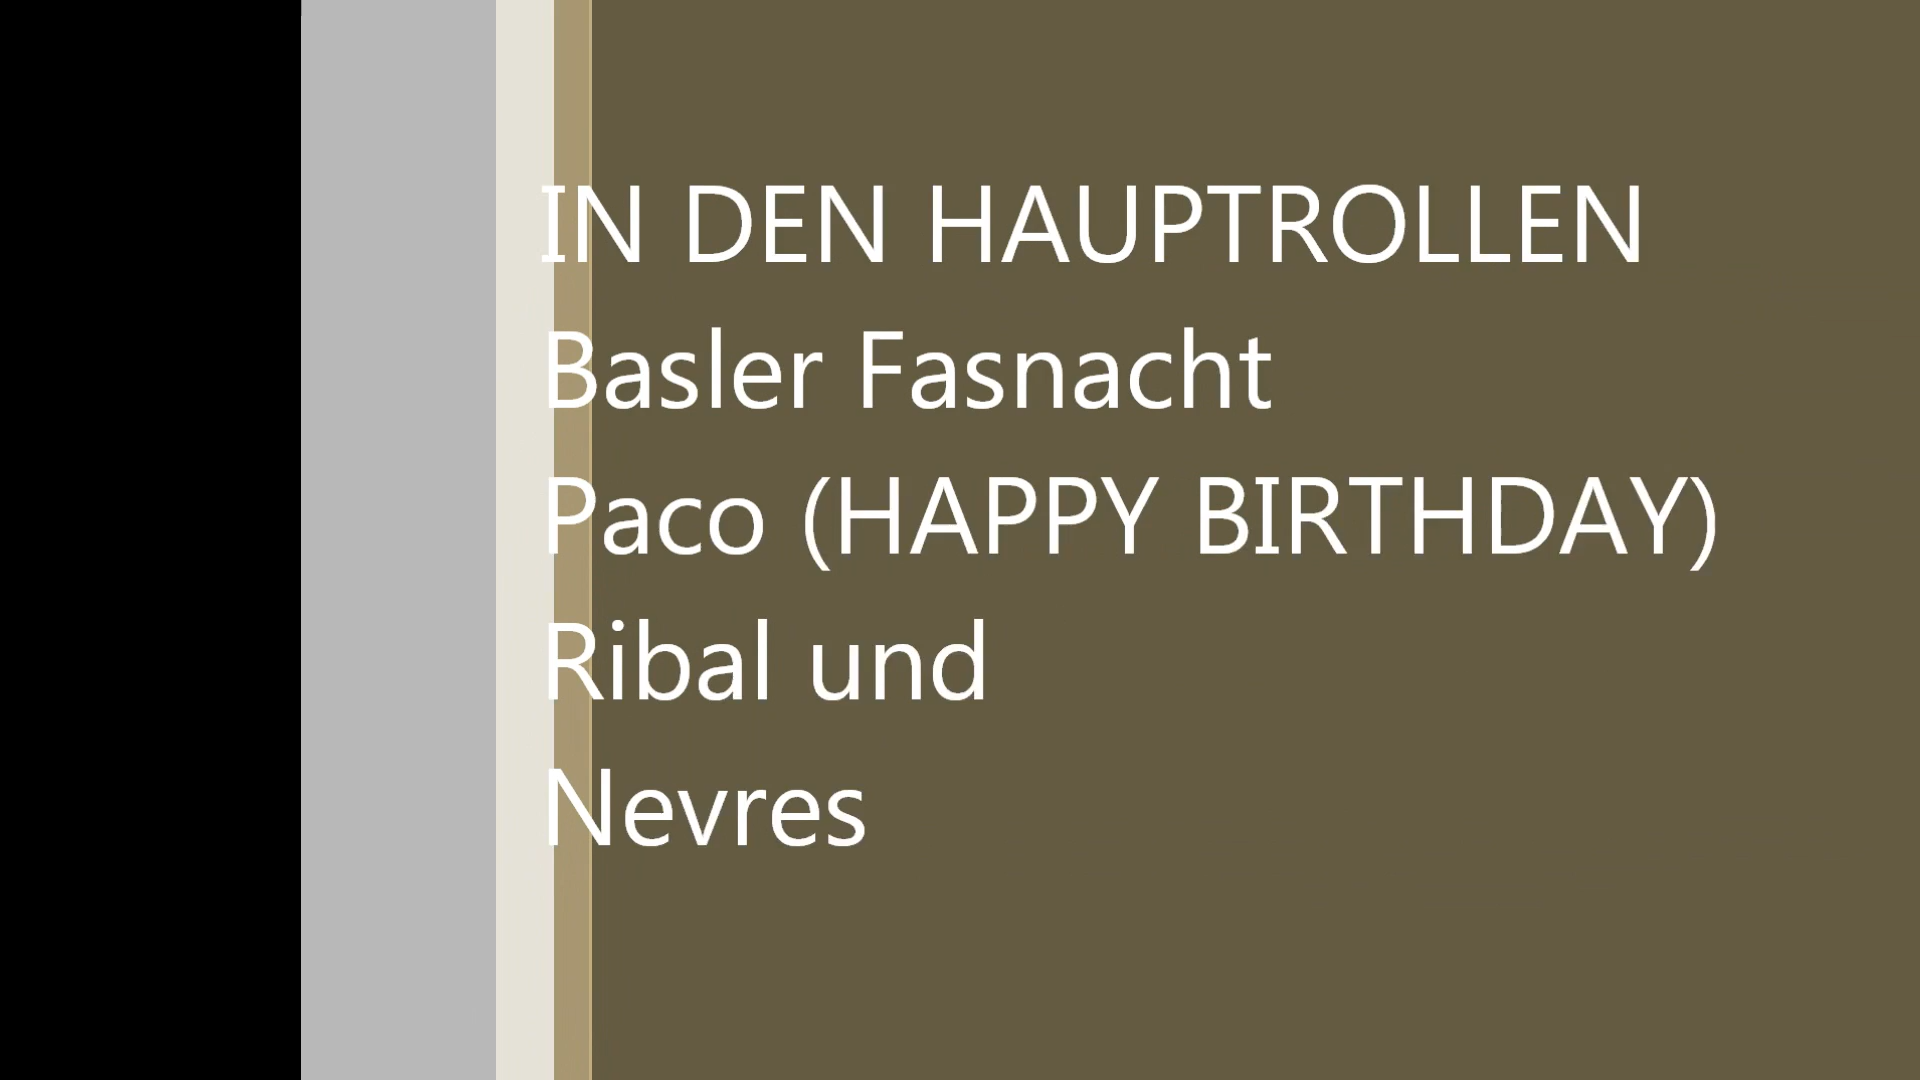 IN DEN HAUPTROLLEN
Basler Fasnacht
Paco (HAPPY BIRTHDAY)
Ribal und
Nevres